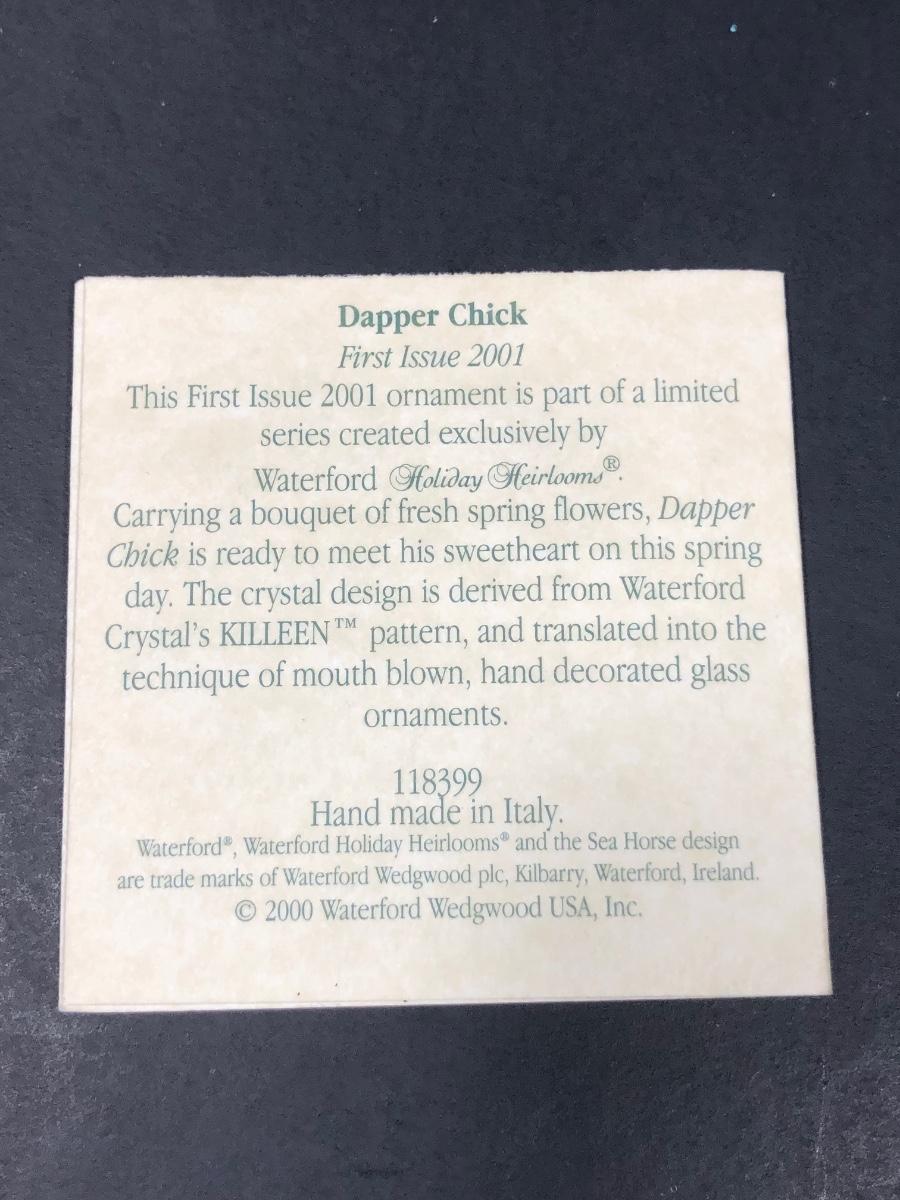 Dapper Chick
First Issue 2001
This First Issue 2001 ornament is part of a limited
series created exclusively by
Waterford Holiday Heirlooms®.
Carrying a bouquet of fresh spring flowers, Dapper
Chick is ready to meet his sweetheart on this spring
day. The crystal design is derived from Waterford
Crystal's KILLEEN™ pattern, and translated into the
technique of mouth blown, hand decorated glass
ornaments.
118399
Hand made in Italy.
Waterford®, Waterford Holiday Heirlooms® and the Sea Horse design
are trade marks of Waterford Wedgwood plc, Kilbarry, Waterford, Ireland.
© 2000 Waterford Wedgwood USA, Inc.